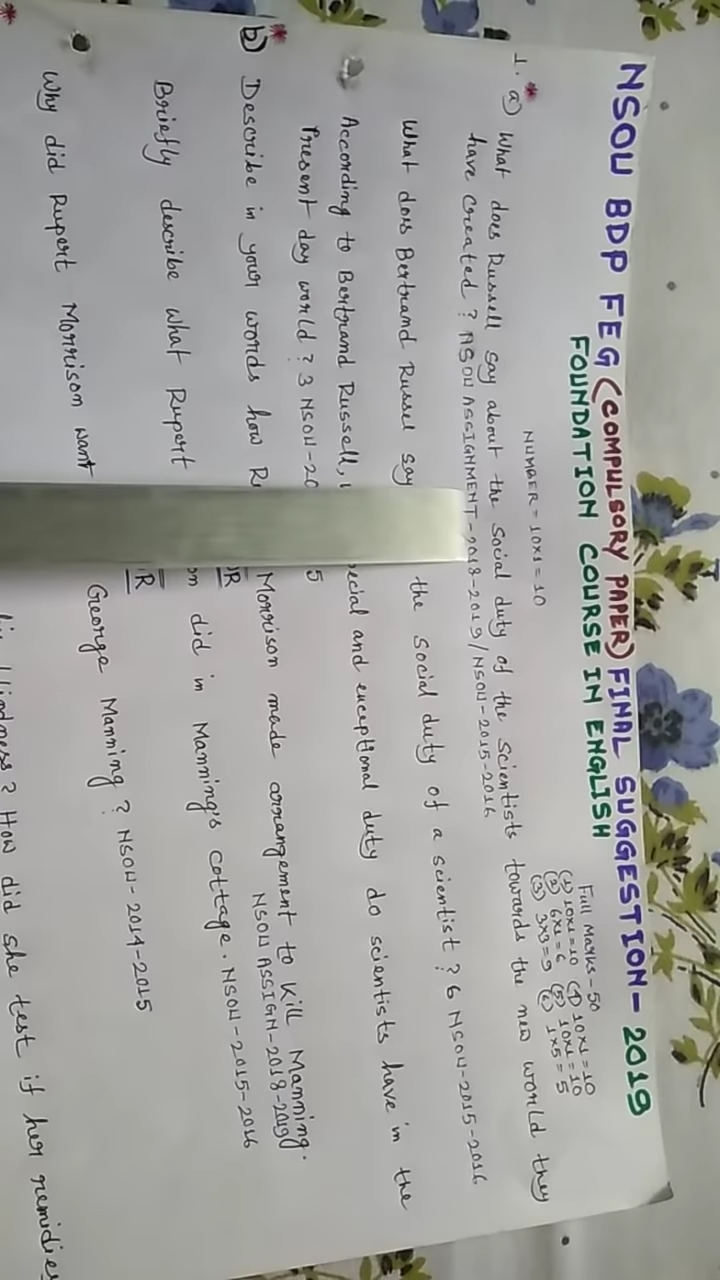 NSOU BDP FEG (COMPULSORY PAPER) FINAL SUGGESTION- 2019
FOUNDATION COURSE IN ENGLISH
Full Marks - 50
(1) 10x1=10 (4) 10x1=10
(2) 6x1=6 (5) 10x1=10
(3) 3x3=9 (6) 1x5=5
NUMBER = 10x1 = 10
1. a) What does Russell say about the social duty of the scientists towards the new world they
have created? NSOU ASSIGNMENT-2018-2019/NSOU-2015-2016
What does Bertrand Russel say the social duty of a scientist? 6 NSOU-2015-2016
According to Bertrand Russell, ecial and exceptional duty do scientists have in the
Present day world? 3 NSOU-20 5
b) Describe in your words how R Morrison made arrangement to kill Manning.
NSOU ASSIGN-2018-2019
OR
Briefly describe what Rupert on did in Manning's cottage. NSOU-2015-2016
OR
Why did Rupert Morrison want George Manning? NSOU-2014-2015
blindness? How did she test if her remidies